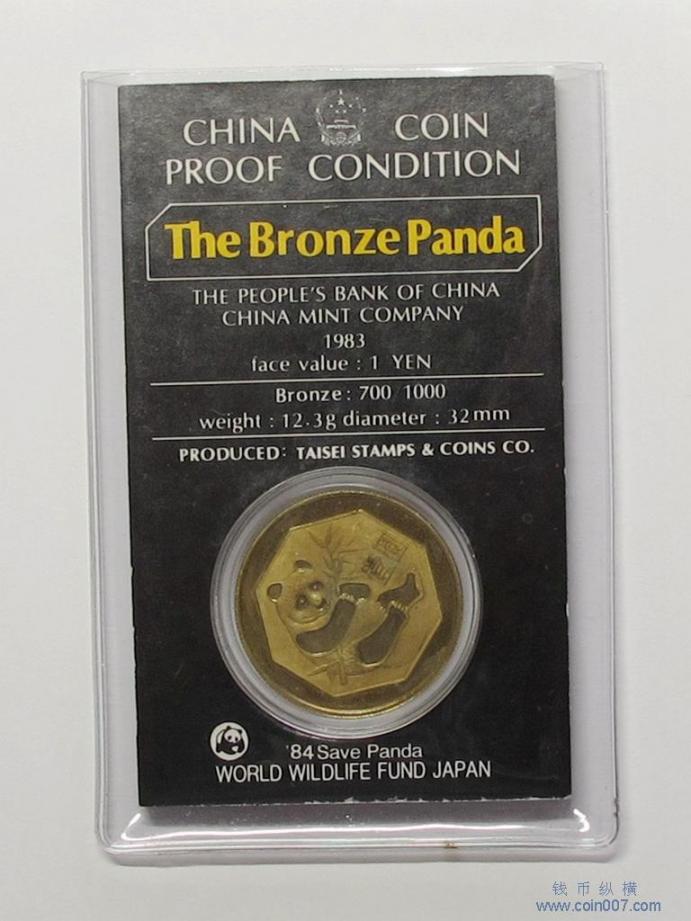 CHINA COIN
PROOF CONDITION
The Bronze Panda
THE PEOPLE'S BANK OF CHINA
CHINA MINT COMPANY
1983
face value : 1 YEN
Bronze : 700 1000
weight : 12.3g diameter : 32mm
PRODUCED: TAISEI STAMPS & COINS CO.
'84 Save Panda
WORLD WILDLIFE FUND JAPAN
钱币纵横
www.coin007.com